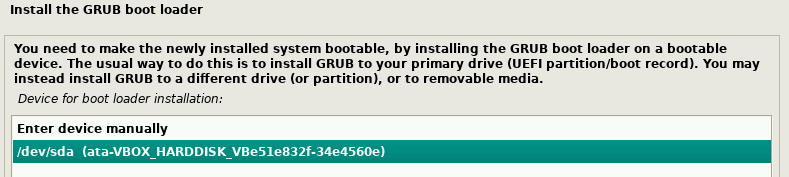 Install the GRUB boot loader
You need to make the newly installed system bootable, by installing the GRUB boot loader on a bootable
device. The usual way to do this is to install GRUB to your primary drive (UEFI partition/boot record). You may
instead install GRUB to a different drive (or partition), or to removable media.
Device for boot loader installation:
Enter device manually
/dev/sda  (ata-VBOX_HARDDISK_VBe51e832f-34e4560e)